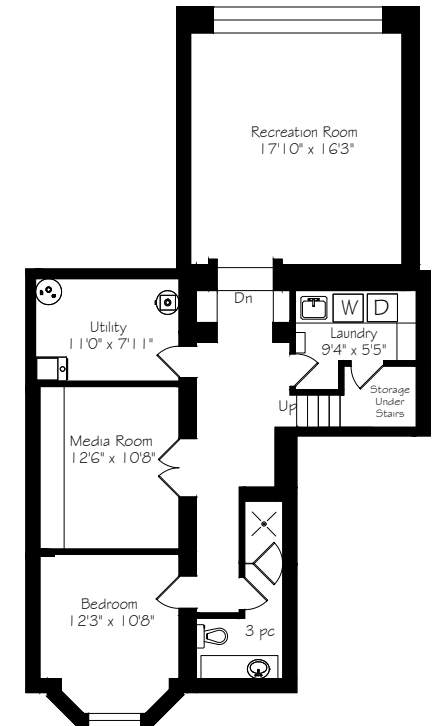 Recreation Room
17'10" x 16'3"
Dn
W D
Utility
11'0" x 7'11"
Laundry
9'4" x 5'5"
Storage
Under
Stairs
Up
Media Room
12'6" x 10'8"
Bedroom
12'3" x 10'8"
3 pc